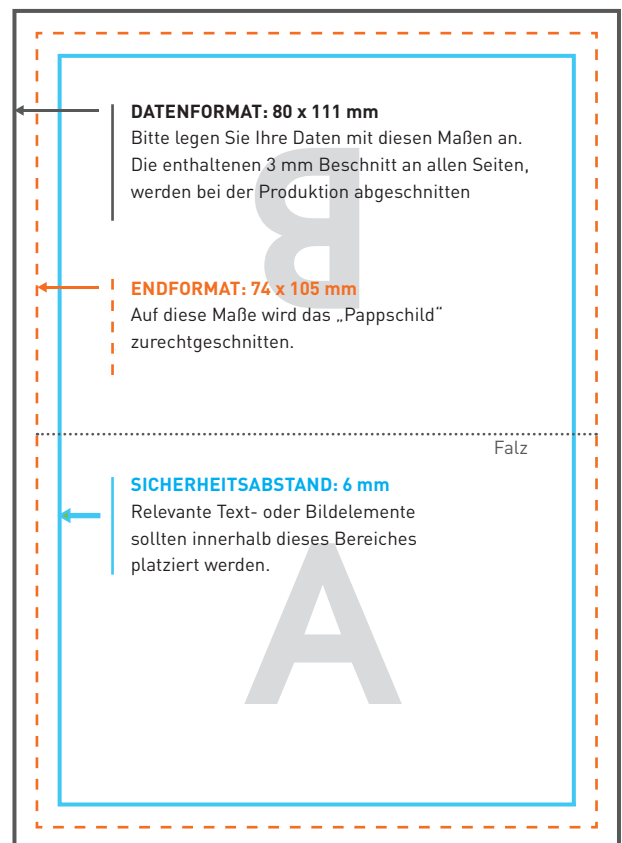 DATENFORMAT: 80 x 111 mm
Bitte legen Sie Ihre Daten mit diesen Maßen an.
Die enthaltenen 3 mm Beschnitt an allen Seiten,
werden bei der Produktion abgeschnitten
B
ENDFORMAT: 74 x 105 mm
Auf diese Maße wird das „Pappschild“
zurechtgeschnitten.
Falz
SICHERHEITSABSTAND: 6 mm
Relevante Text- oder Bildelemente
sollten innerhalb dieses Bereiches
platziert werden.
A